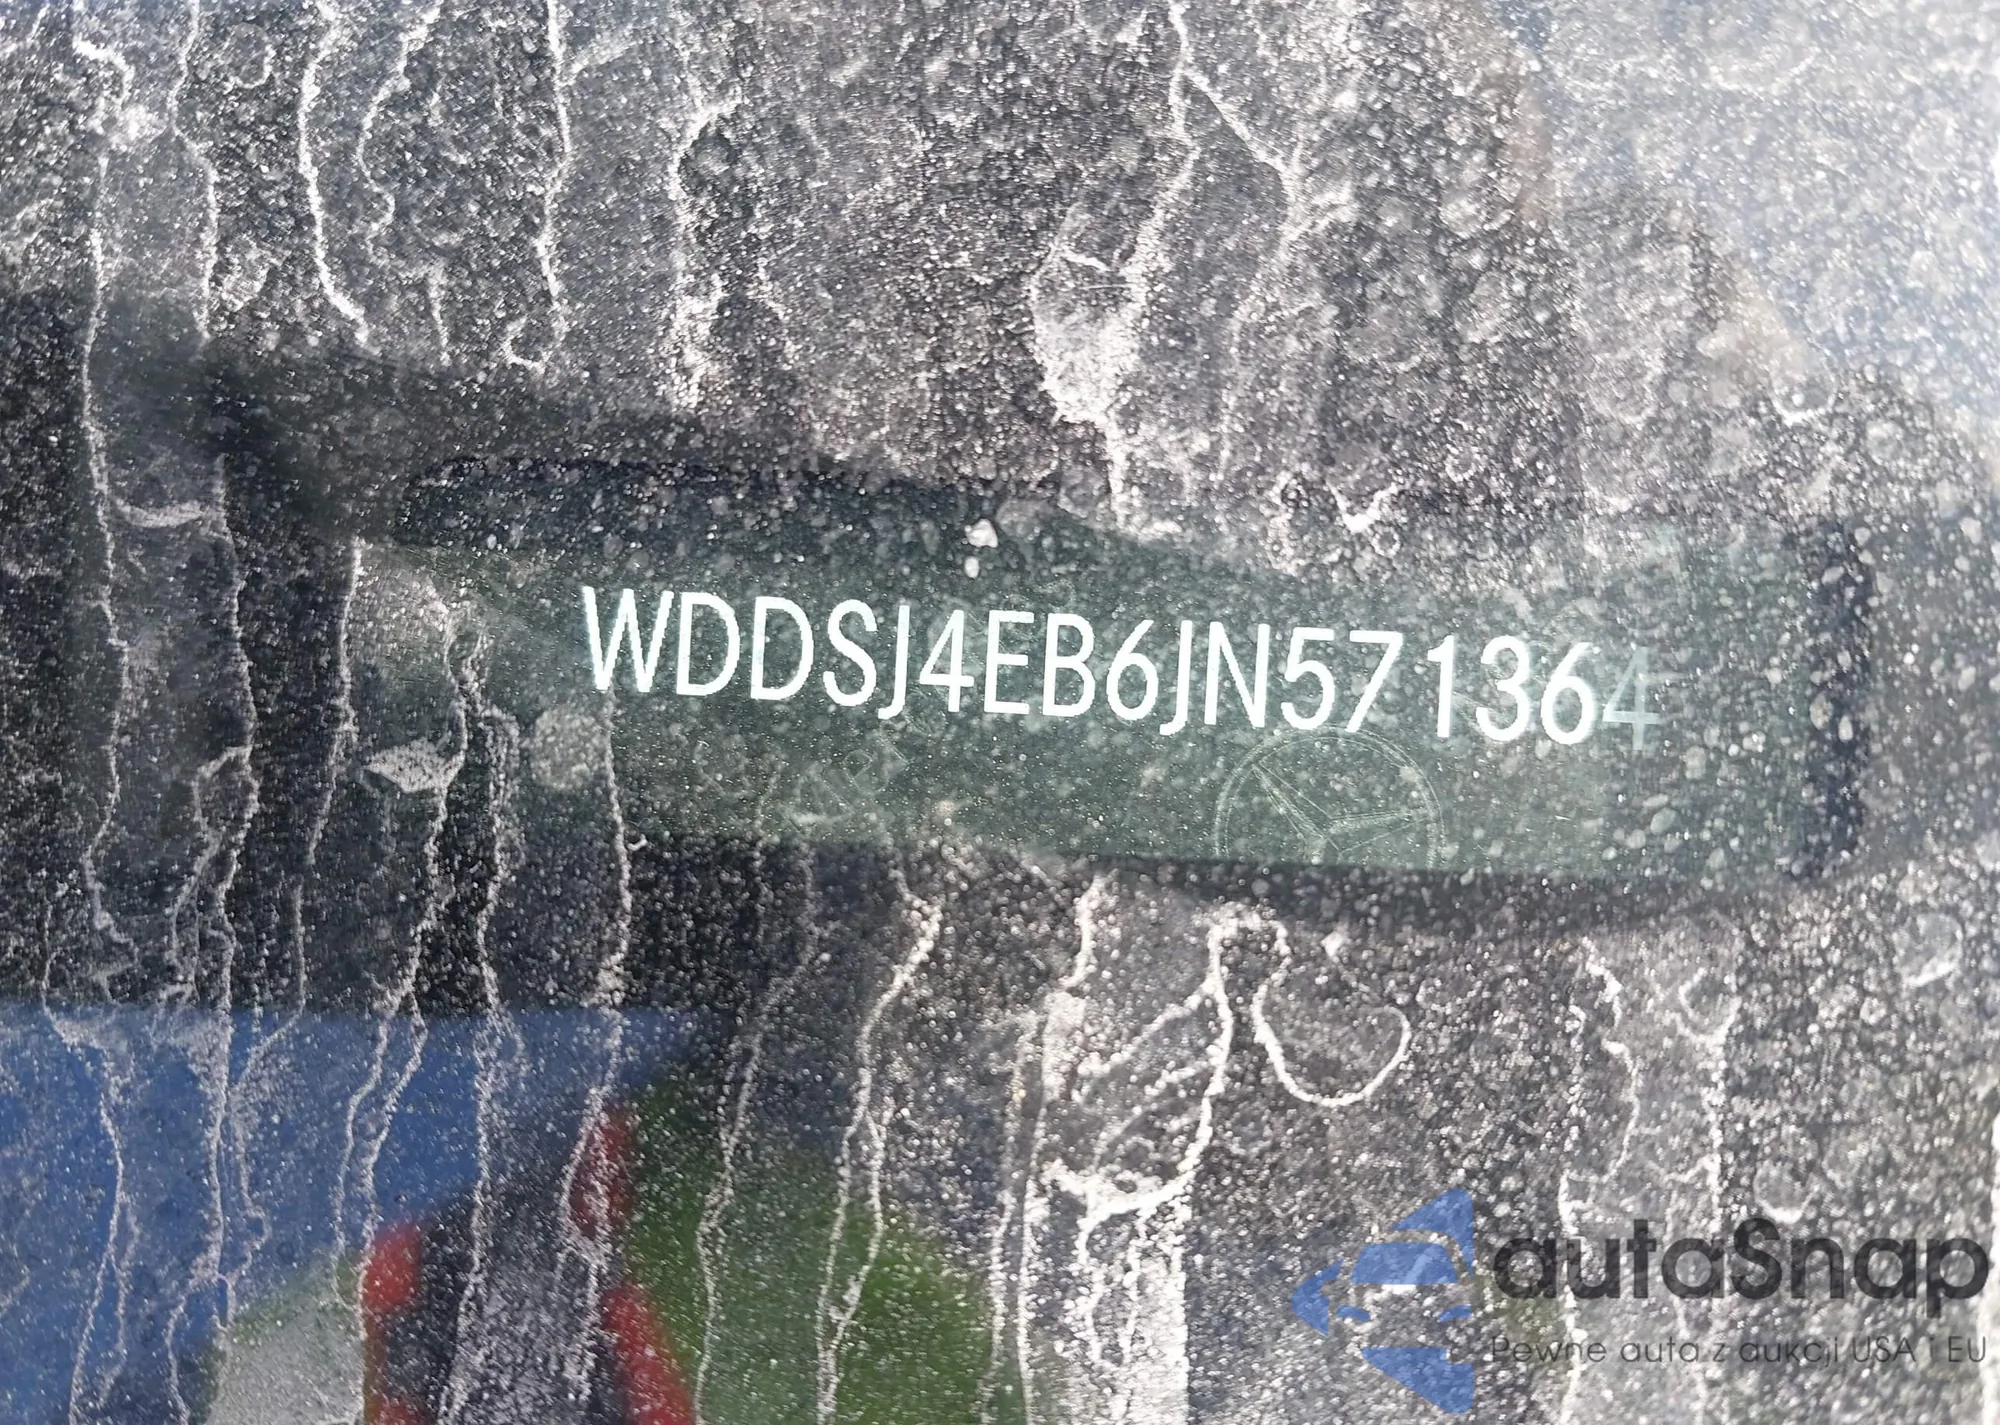 WDDSJ4EB6JN571364
autaSnap
Pewne auta z aukcji USA i EU